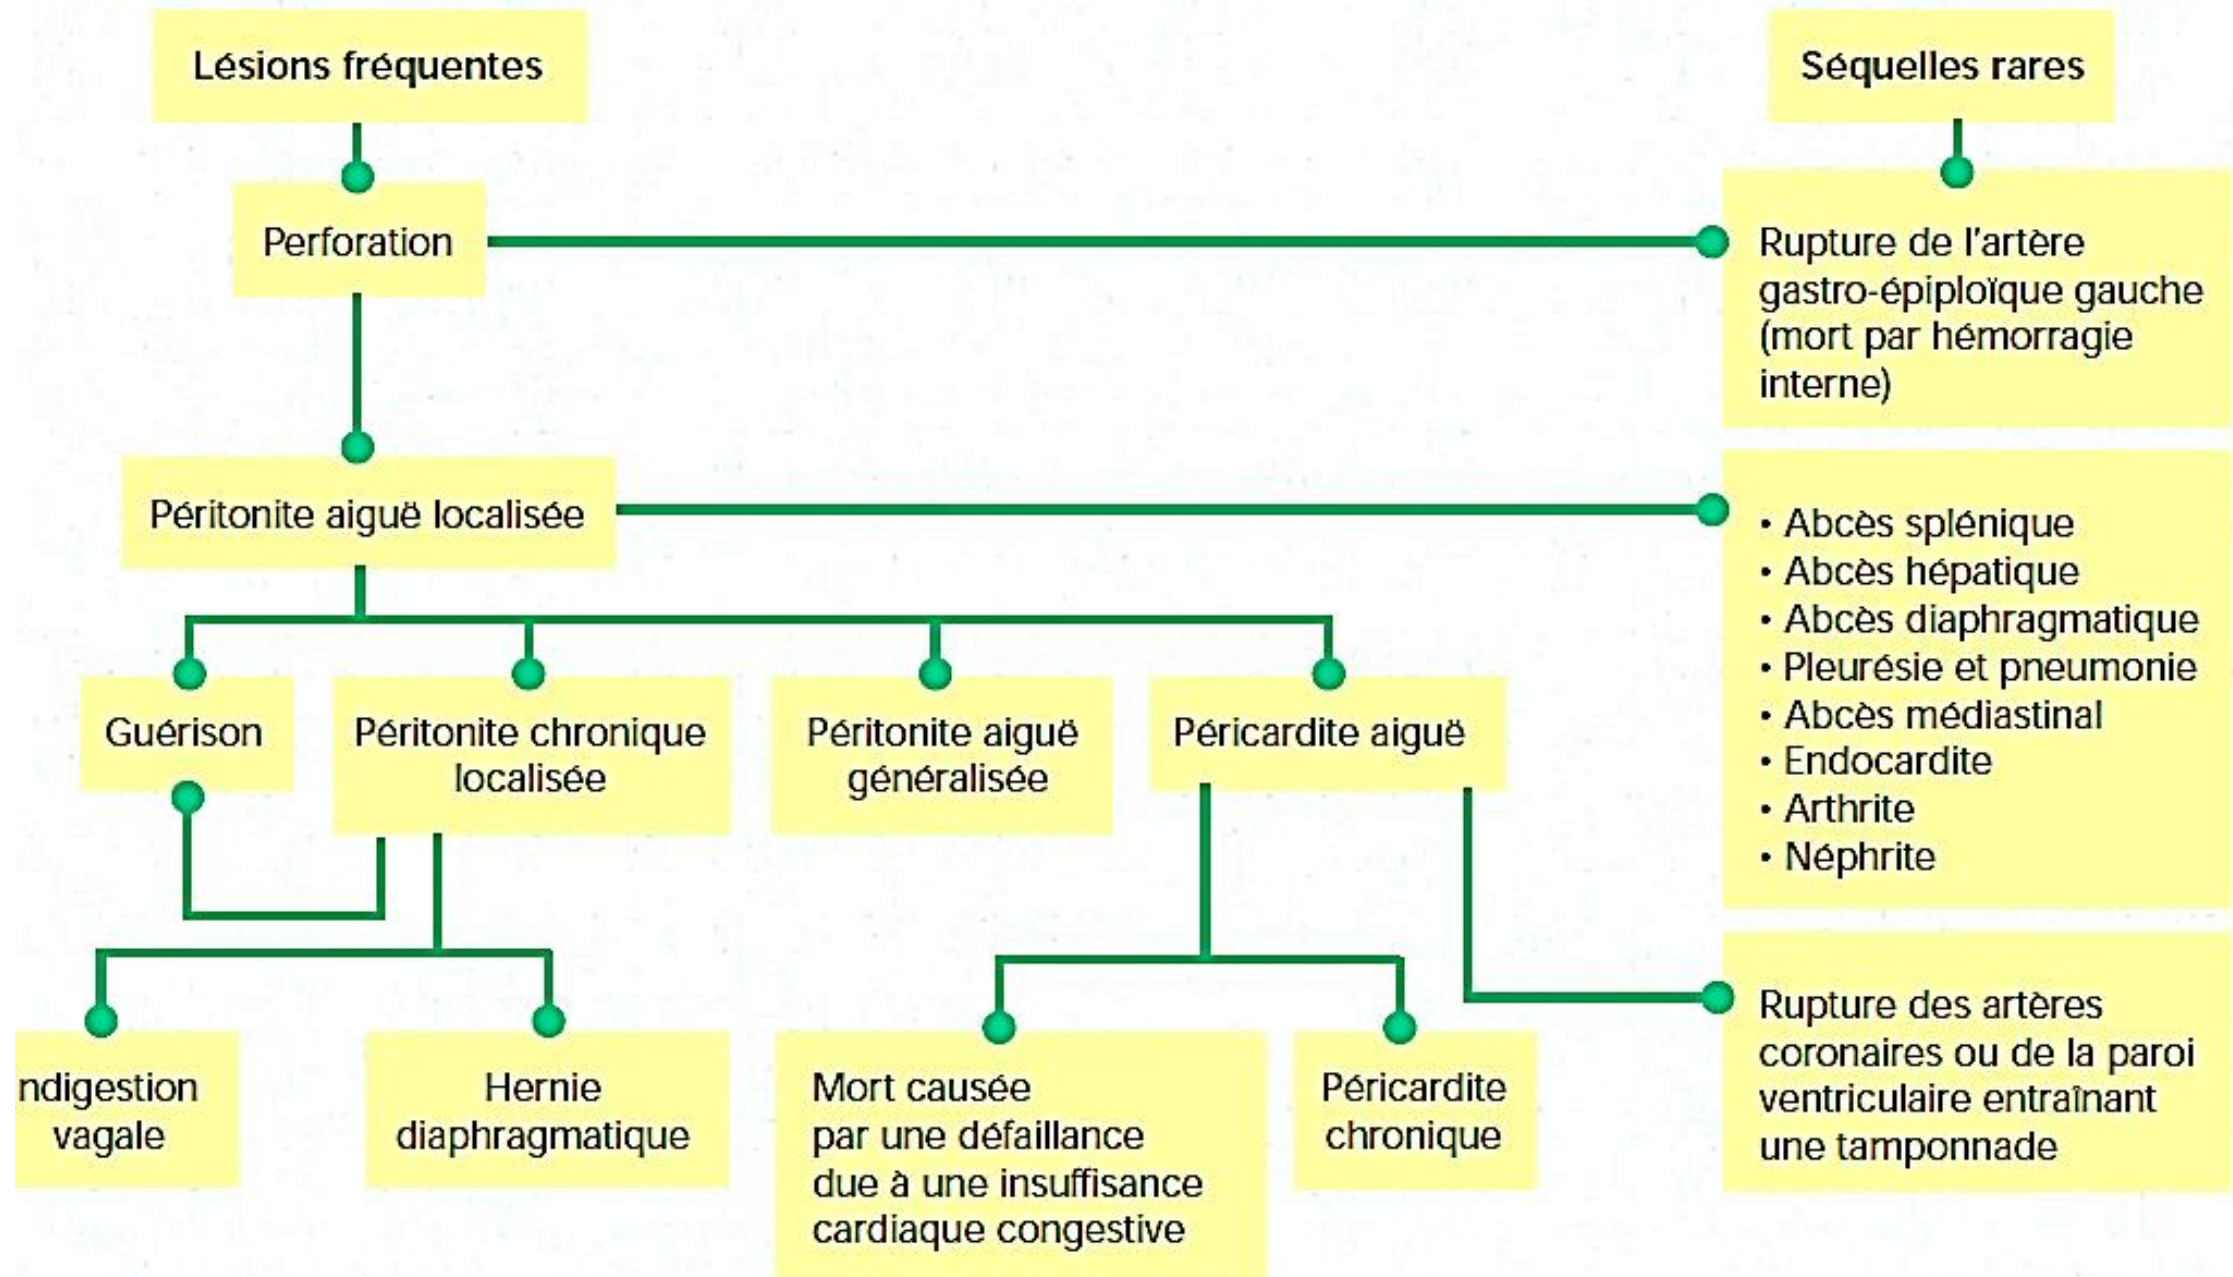 Lésions fréquentes
Séquelles rares
Perforation
Rupture de l'artère
gastro-épiploïque gauche
(mort par hémorragie
interne)
Péritonite aiguë localisée
• Abcès splénique
• Abcès hépatique
• Abcès diaphragmatique
• Pleurésie et pneumonie
• Abcès médiastinal
• Endocardite
• Arthrite
• Néphrite
Guérison
Péritonite chronique
localisée
Péritonite aiguë
généralisée
Péricardite aiguë
ndigestion
vagale
Hernie
diaphragmatique
Mort causée
par une défaillance
due à une insuffisance
cardiaque congestive
Péricardite
chronique
Rupture des artères
coronaires ou de la paroi
ventriculaire entraînant
une tamponnade